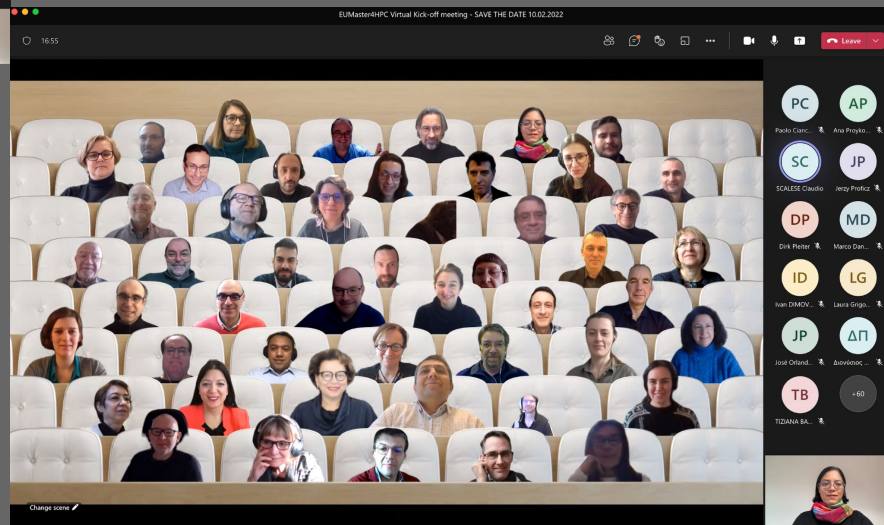 EUMaster4HPC Virtual Kick-off meeting - SAVE THE DATE 10.02.2022
16:55
Leave
PC
AP
Paolo Cianc...
Ana Proyko...
SC
JP
SCALESE Claudio
Jerzy Proficz
DP
MD
Dirk Pleiter
Marco Dan...
ID
LG
Ivan DIMOV...
Laura Grigo...
JP
ΔΠ
José Orland...
Διονύσιος ...
TB
+60
TIZIANA BA...
Change scene